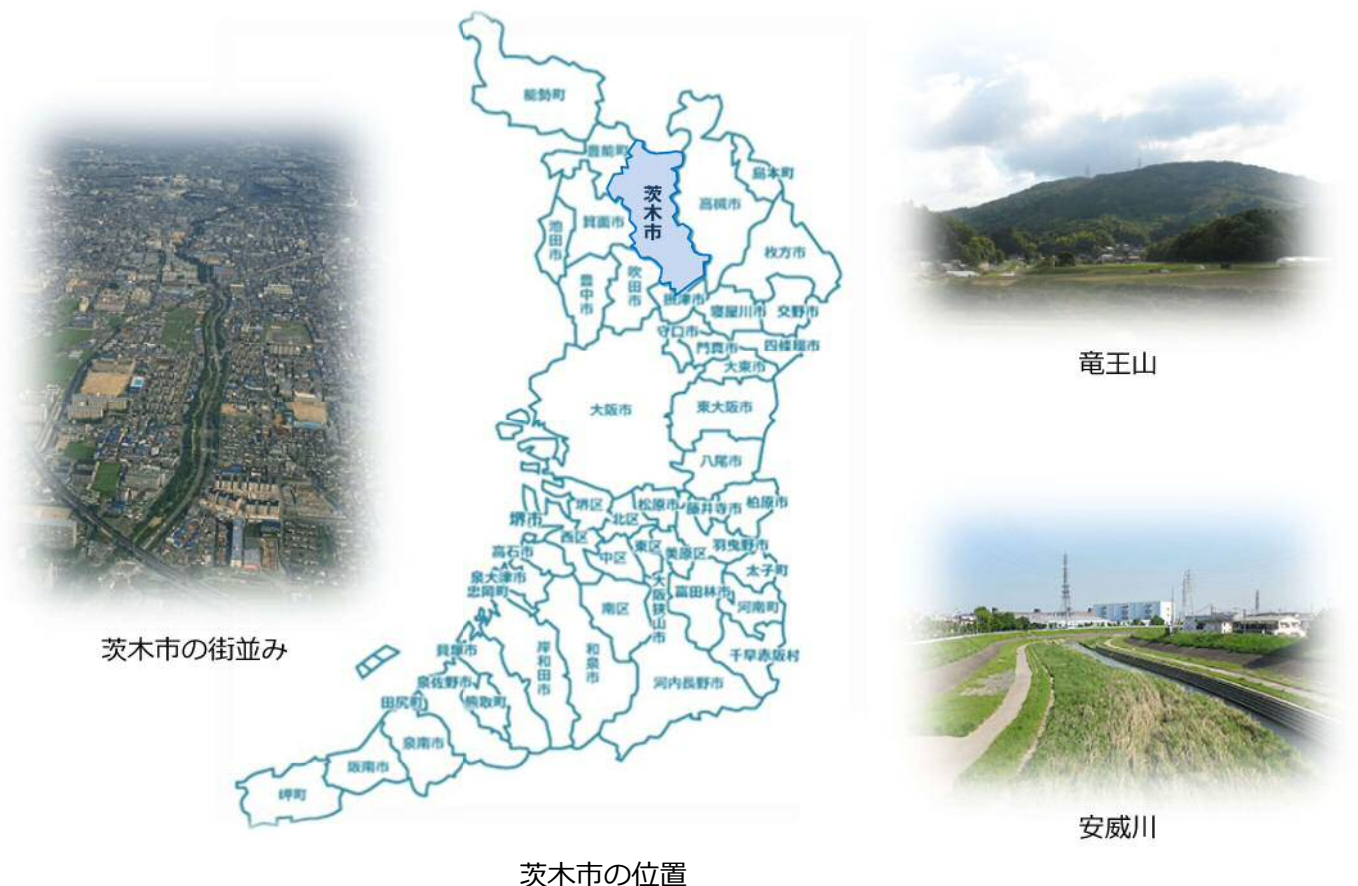 能勢町
豊能町
茨木市
島本町
高槻市
箕面市
池田市
枚方市
吹田市
豊中市
摂津市
寝屋川市
交野市
守口市
門真市
四條畷市
大東市
竜王山
大阪市
東大阪市
八尾市
堺区
北区
松原市
藤井寺市
柏原市
堺市
西区
中区
東区
美原区
羽曳野市
高石市
太子町
泉大津市
忠岡町
大阪狭山市
富田林市
河南町
南区
茨木市の街並み
貝塚市
岸和田市
和泉市
千早赤阪村
泉佐野市
熊取町
河内長野市
田尻町
泉南市
阪南市
岬町
安威川
茨木市の位置